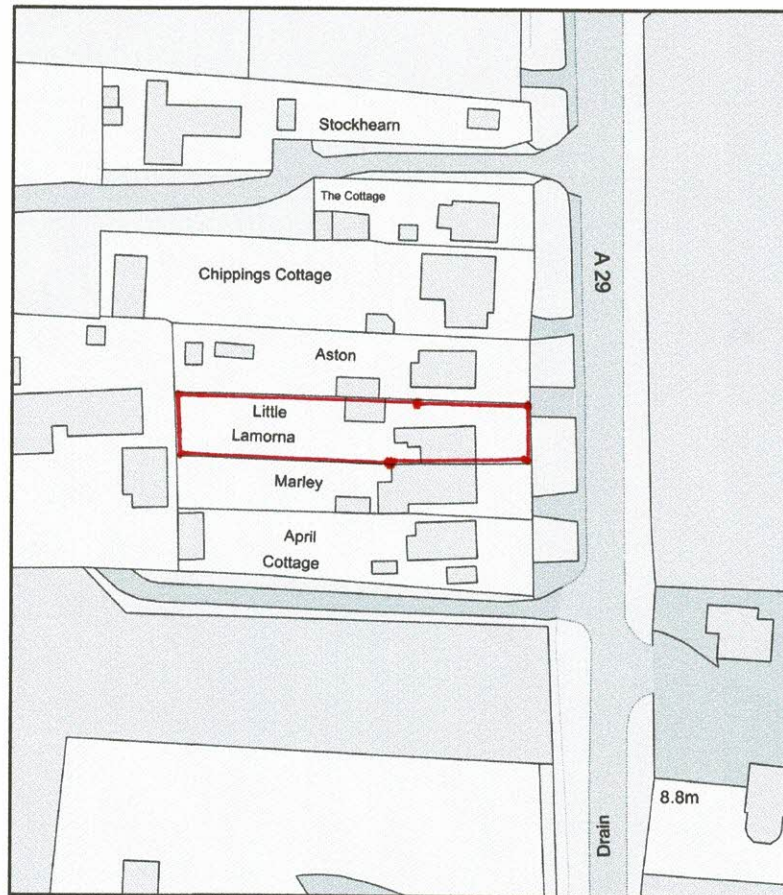 Stockhearn
The Cottage
A 29
Chippings Cottage
Aston
Little
Lamorna
Marley
April
Cottage
8.8m
Drain